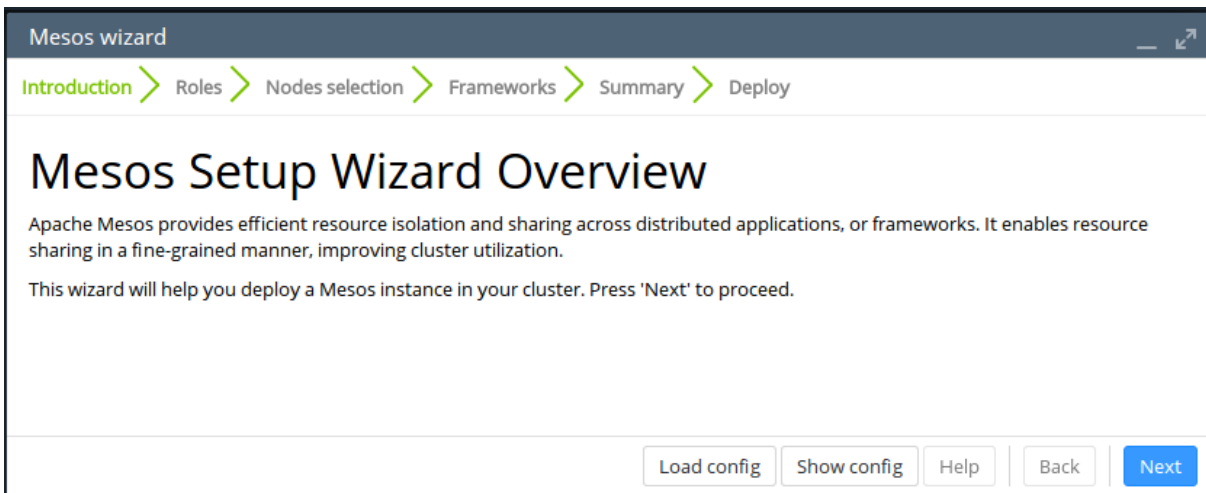 Mesos wizard
Introduction Roles Nodes selection Frameworks Summary Deploy
Mesos Setup Wizard Overview
Apache Mesos provides efficient resource isolation and sharing across distributed applications, or frameworks. It enables resource
sharing in a fine-grained manner, improving cluster utilization.
This wizard will help you deploy a Mesos instance in your cluster. Press 'Next' to proceed.
Load config Show config Help Back Next